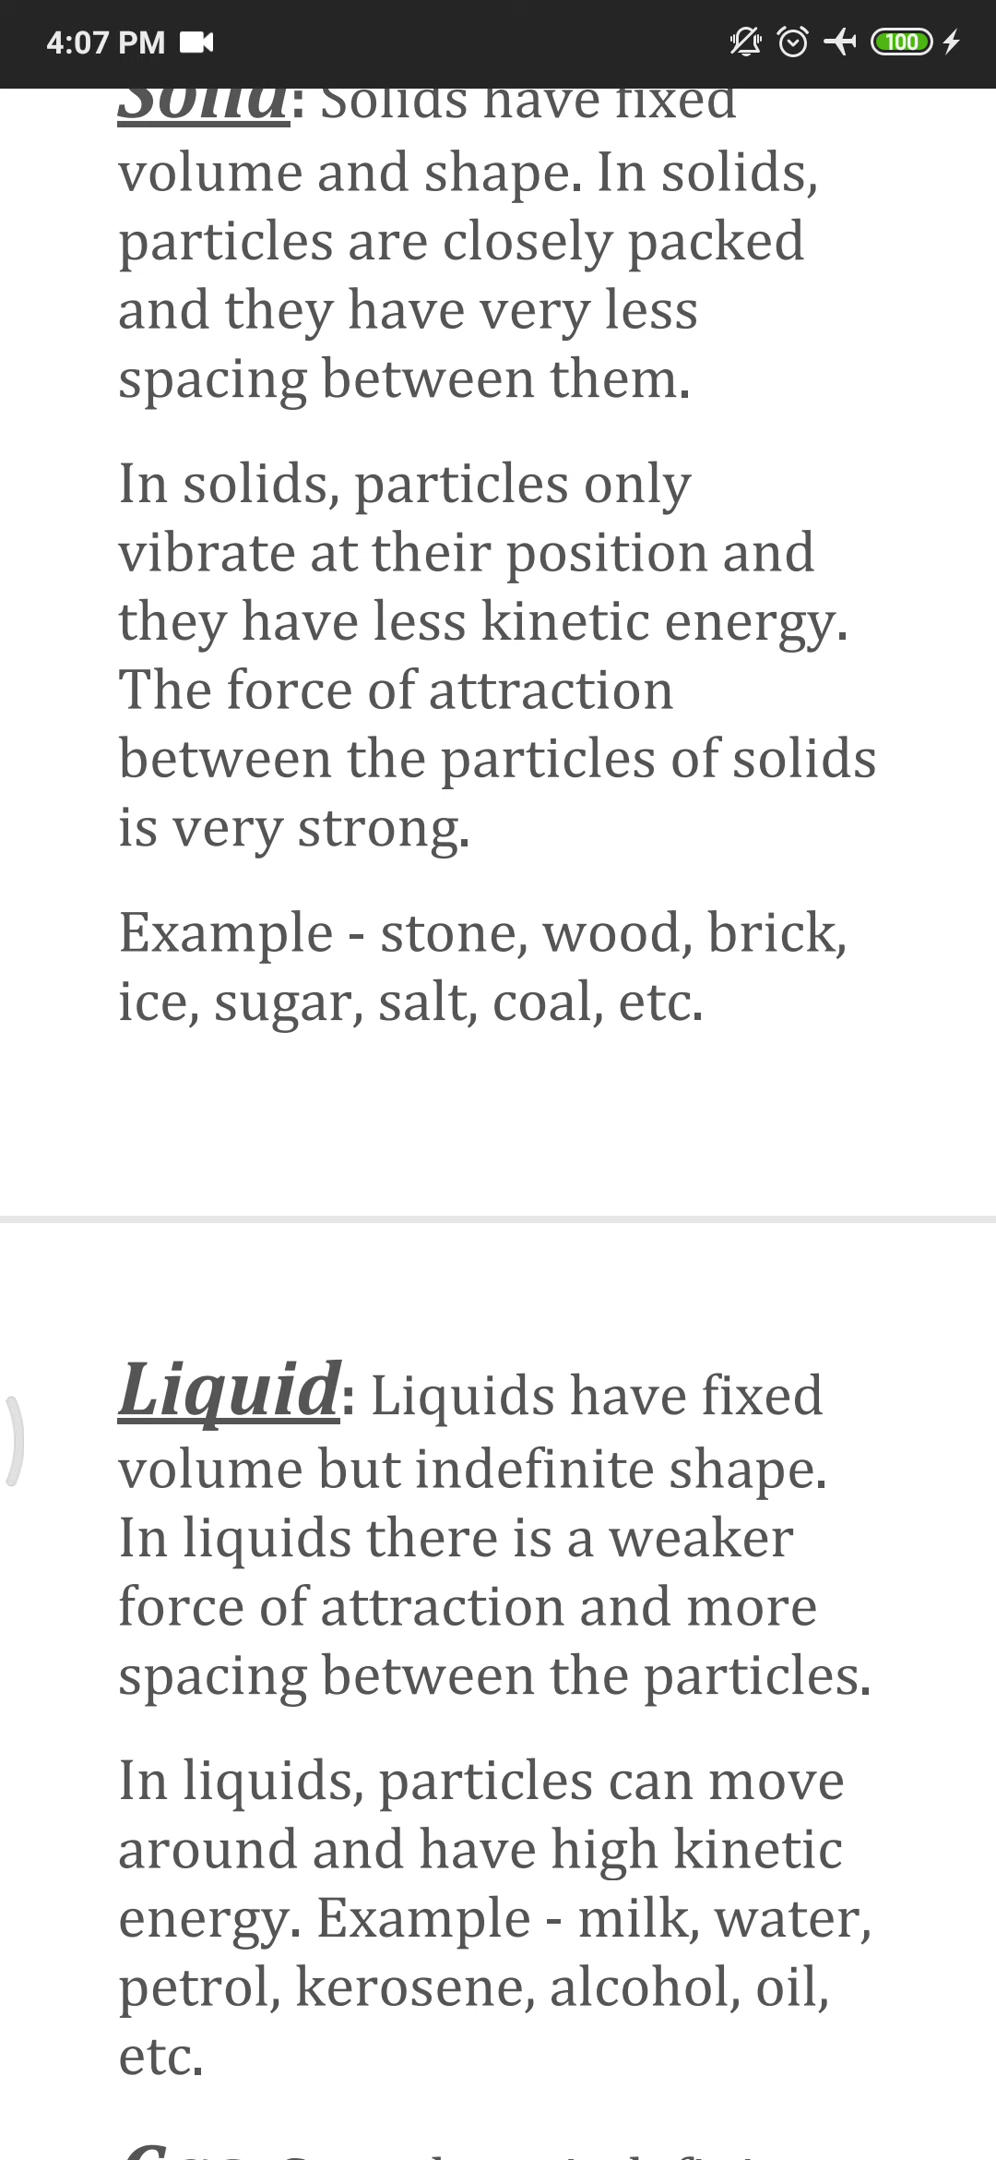 4:07 PM
100
Solid: Solids have fixed
volume and shape. In solids,
particles are closely packed
and they have very less
spacing between them.
In solids, particles only
vibrate at their position and
they have less kinetic energy.
The force of attraction
between the particles of solids
is very strong.
Example - stone, wood, brick,
ice, sugar, salt, coal, etc.
Liquid: Liquids have fixed
volume but indefinite shape.
In liquids there is a weaker
force of attraction and more
spacing between the particles.
In liquids, particles can move
around and have high kinetic
energy. Example - milk, water,
petrol, kerosene, alcohol, oil,
etc.